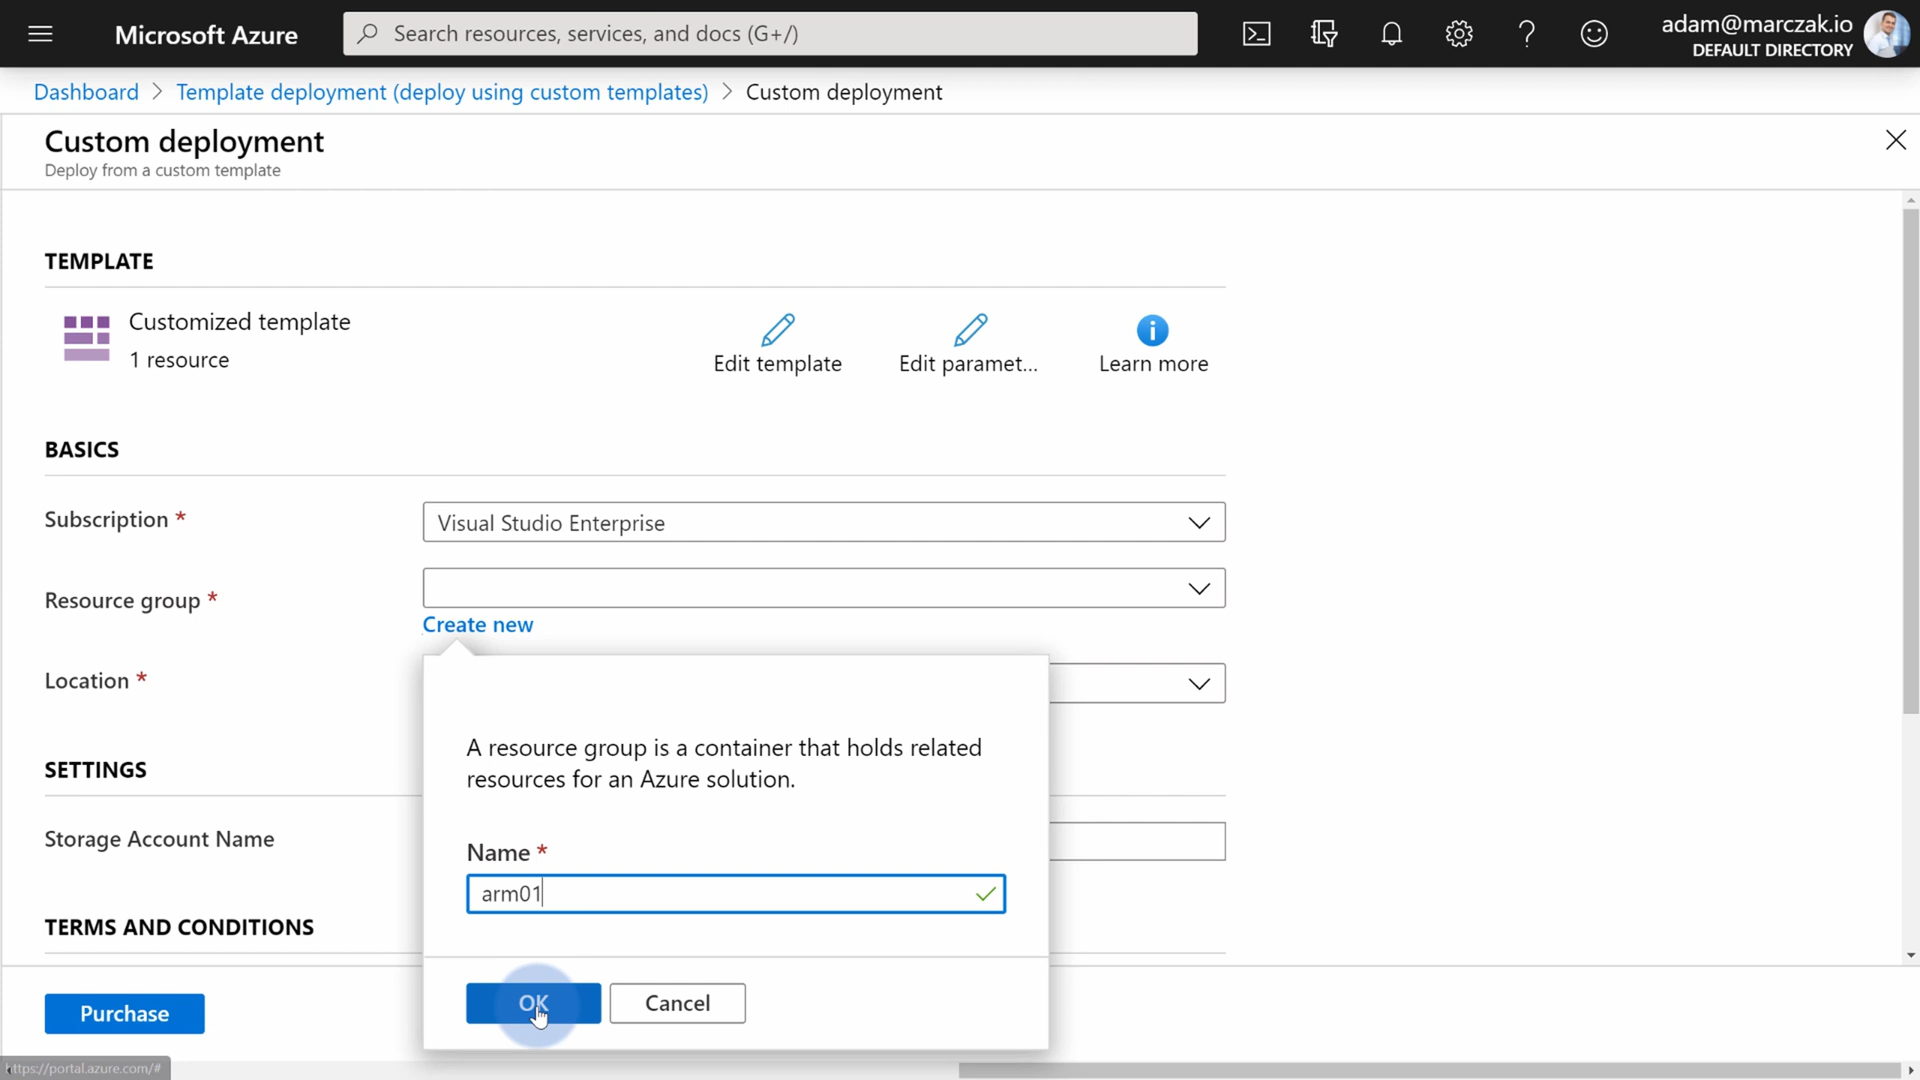 Microsoft Azure
Search resources, services, and docs (G+/)
adam@marczak.io
DEFAULT DIRECTORY
Dashboard > Template deployment (deploy using custom templates) > Custom deployment
Custom deployment
Deploy from a custom template
TEMPLATE
Customized template
1 resource
Edit template
Edit paramet...
Learn more
BASICS
Subscription *
Visual Studio Enterprise
Resource group *
Create new
Location *
A resource group is a container that holds related
resources for an Azure solution.
SETTINGS
Storage Account Name
Name *
arm01
TERMS AND CONDITIONS
OK
Cancel
Purchase
https://portal.azure.com/#